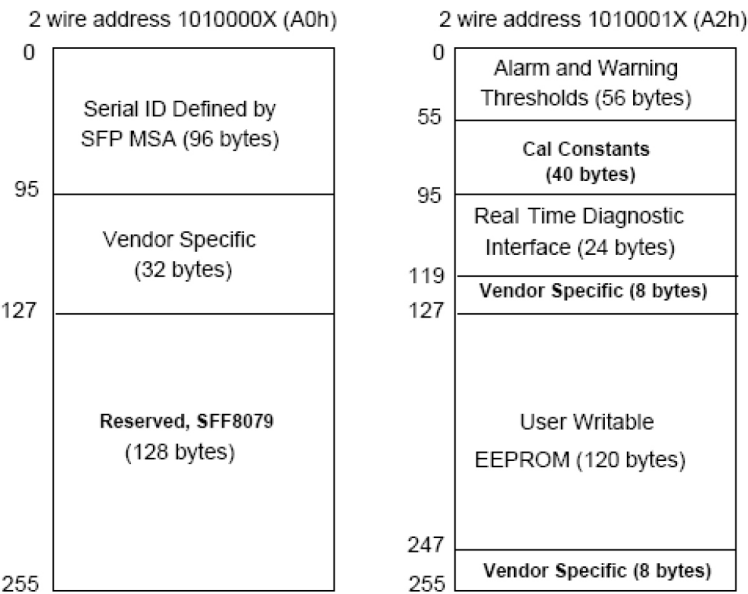 2 wire address 1010000X (A0h)
0
Serial ID Defined by
SFP MSA (96 bytes)
95
Vendor Specific
(32 bytes)
127
Reserved, SFF8079
(128 bytes)
255
2 wire address 1010001X (A2h)
0
Alarm and Warning
Thresholds (56 bytes)
55
Cal Constants
(40 bytes)
95
Real Time Diagnostic
Interface (24 bytes)
119
Vendor Specific (8 bytes)
127
User Writable
EEPROM (120 bytes)
247
Vendor Specific (8 bytes)
255